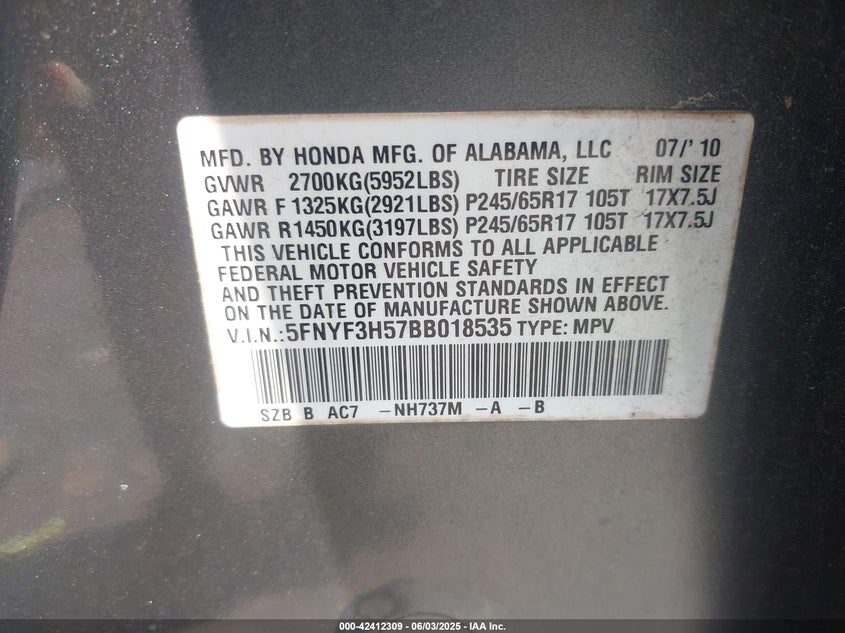 MFD. BY HONDA MFG. OF ALABAMA, LLC 07/' 10
GVWR 2700KG(5952LBS) TIRE SIZE RIM SIZE
GAWR F 1325KG(2921LBS) P245/65R17 105T 17X7.5J
GAWR R1450KG(3197LBS) P245/65R17 105T 17X7.5J
THIS VEHICLE CONFORMS TO ALL APPLICABLE
FEDERAL MOTOR VEHICLE SAFETY
AND THEFT PREVENTION STANDARDS IN EFFECT
ON THE DATE OF MANUFACTURE SHOWN ABOVE.
V.I.N.:5FNYF3H57BB018535 TYPE: MPV
SZB B AC7 -NH737M -A -B
000-42412309 - 06/03/2025 - IAA Inc.